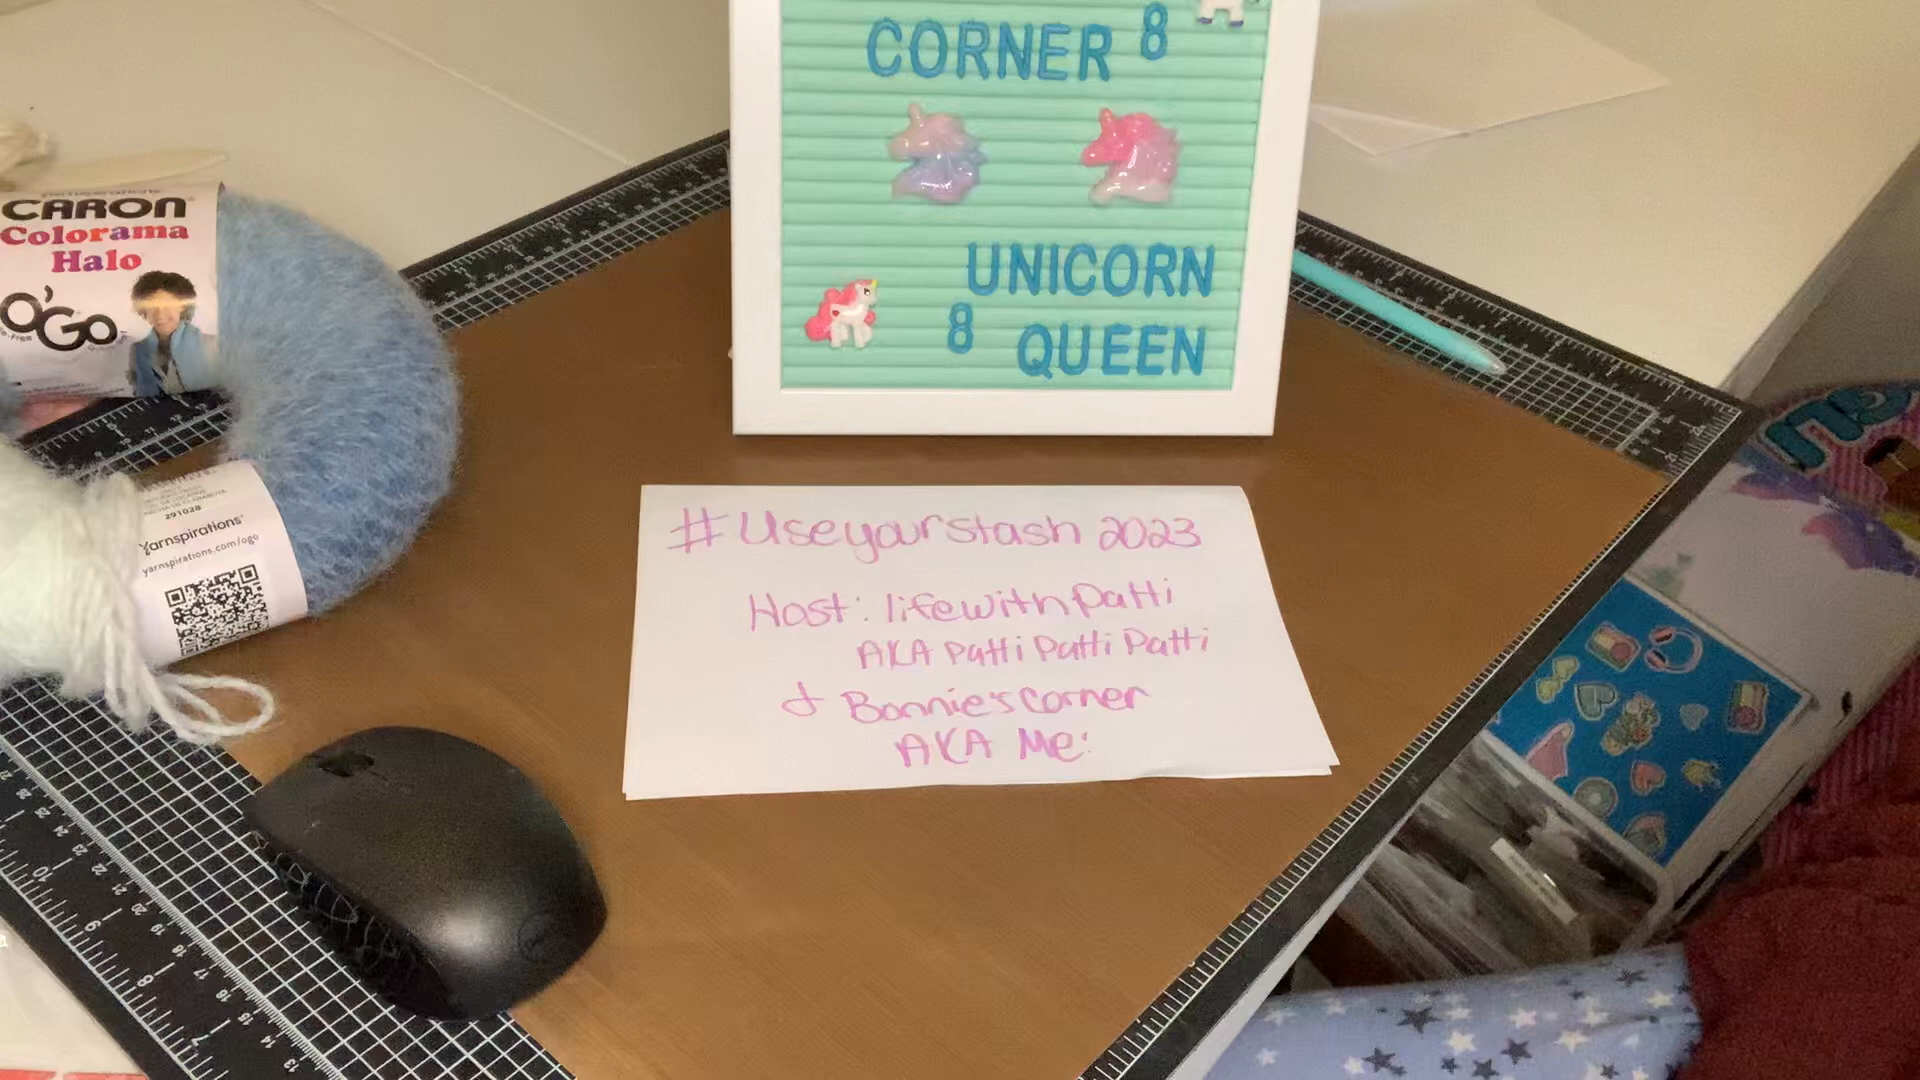 CORNER 8
UNICORN
8 QUEEN
CARON
Colorama
Halo
O'Go
291028
Yarnspirations
yarnspirations.com/ogo
#Useyourstash 2023
Host: lifewithpatti
AKA Patti Patti Patti
& Bonnie's Corner
AKA Me: